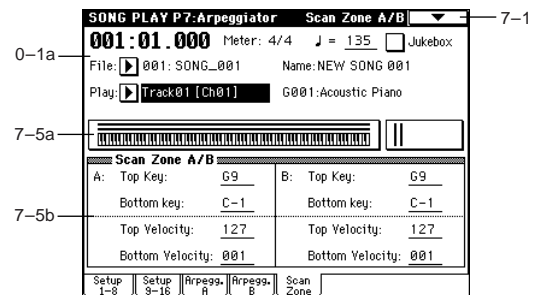 SONG PLAY P7:Arpeggiator Scan Zone A/B
7–1
001:01.000 Meter: 4/4 ♩ = 135 Jukebox
0–1a
File: 001: SONG_001 Name:NEW SONG 001
Play: Track01 [Ch01] G001:Acoustic Piano
7–5a
Scan Zone A/B
A: Top Key: G9 B: Top Key: G9
Bottom key: C-1 Bottom key: C-1
7–5b
Top Velocity: 127 Top Velocity: 127
Bottom Velocity: 001 Bottom Velocity: 001
Setup 1-8 Setup 9-16 Arpegg. A Arpegg. B Scan Zone